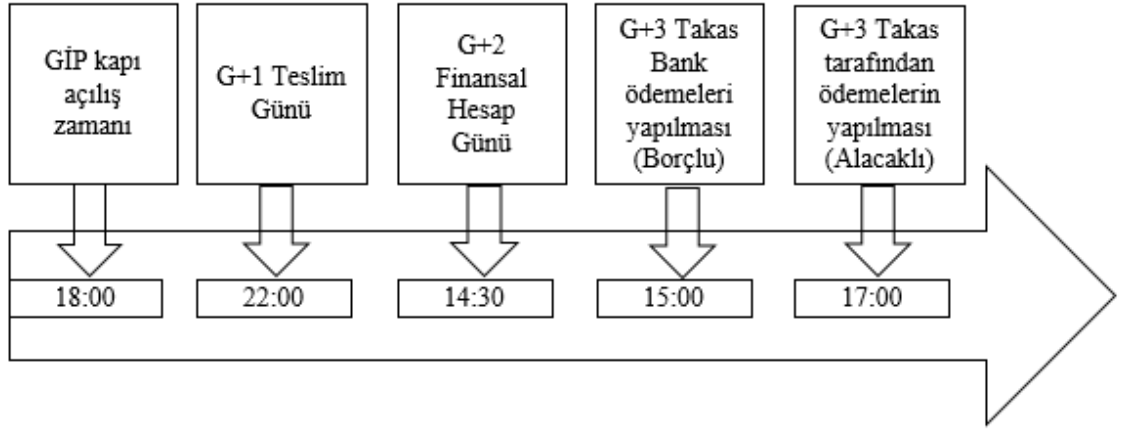 GİP kapı
açılış
zamanı
G+1 Teslim
Günü
G+2
Finansal
Hesap
Günü
G+3 Takas
Bank
ödemeleri
yapılması
(Borçlu)
G+3 Takas
tarafından
ödemelerin
yapılması
(Alacaklı)
18:00
22:00
14:30
15:00
17:00